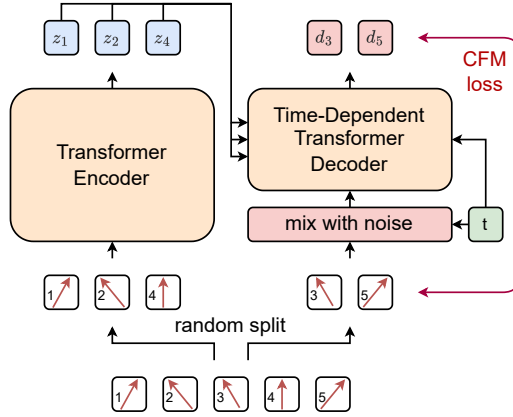 z1 z2 z4 d3 d5
CFM
loss
Transformer
Encoder
Time-Dependent
Transformer
Decoder
mix with noise
t
1 2 4 3 5
random split
1 2 3 4 5